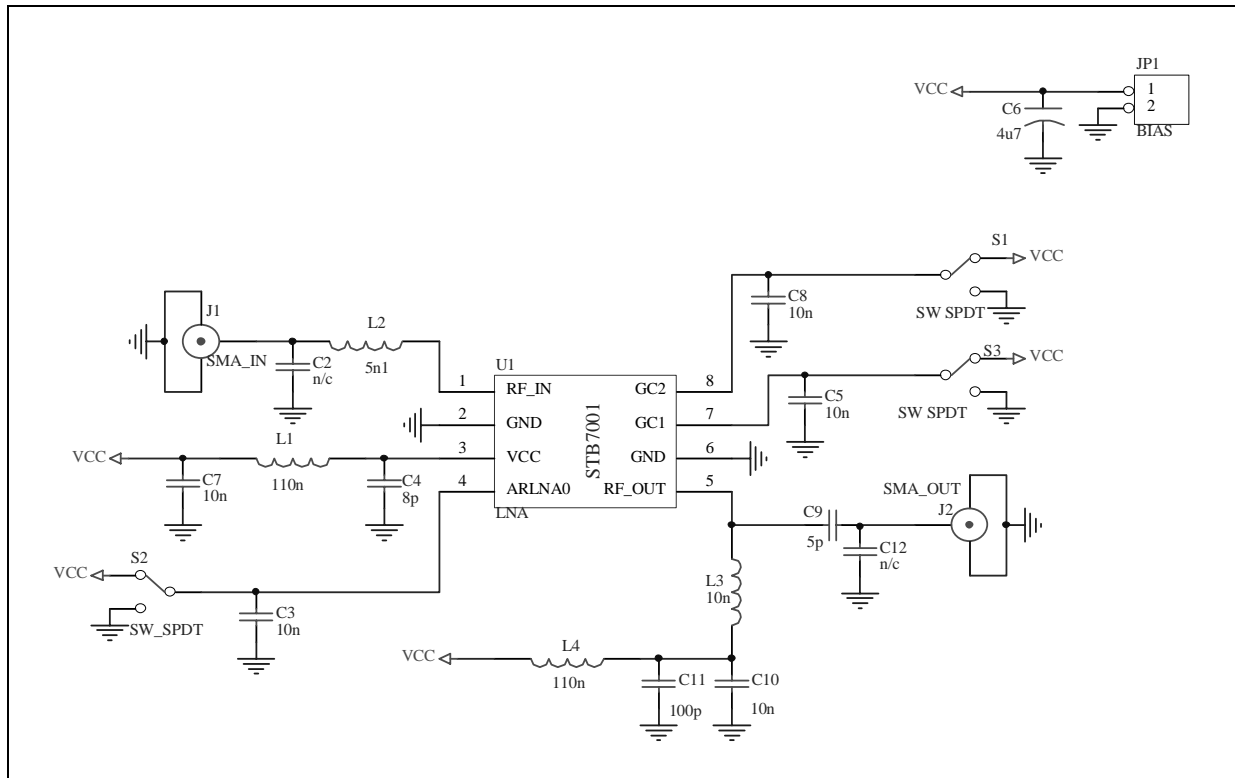 JP1
VCC
1
C6
2
4u7
BIAS
S1
VCC
C8
10n
SW SPDT
J1
L2
S3
VCC
SMA_IN
C2
n/c
5n1
U1
C5
10n
SW SPDT
1
RF_IN
GC2
8
2
GND
GC1
7
L1
STB7001
VCC
3
VCC
GND
6
C7
10n
110n
C4
8p
4
ARLNA0
RF_OUT
5
SMA_OUT
LNA
C9
J2
5p
C12
n/c
S2
VCC
L3
10n
C3
10n
SW_SPDT
L4
VCC
110n
C11
100p
C10
10n